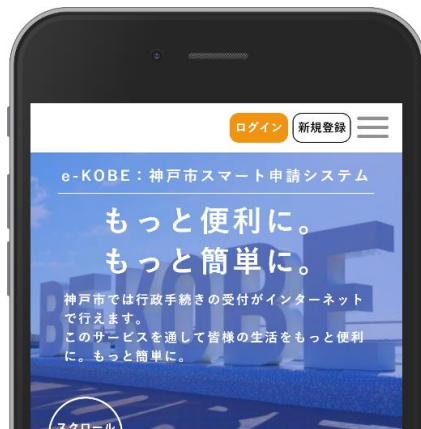 ログイン 新規登録
e-KOBE：神戸市スマート申請システム
もっと便利に。
もっと簡単に。
神戸市では行政手続きの受付がインターネット
で行えます。
このサービスを通して皆様の生活をもっと便利
に。もっと簡単に。
BE KOBE
スクロール